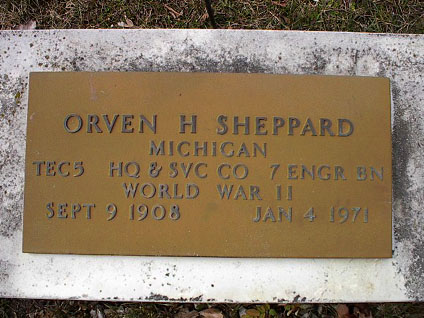 ORVEN H SHEPPARD
MICHIGAN
TEC5 HQ & SVC CO 7 ENGR BN
WORLD WAR II
SEPT 9 1908 JAN 4 1971